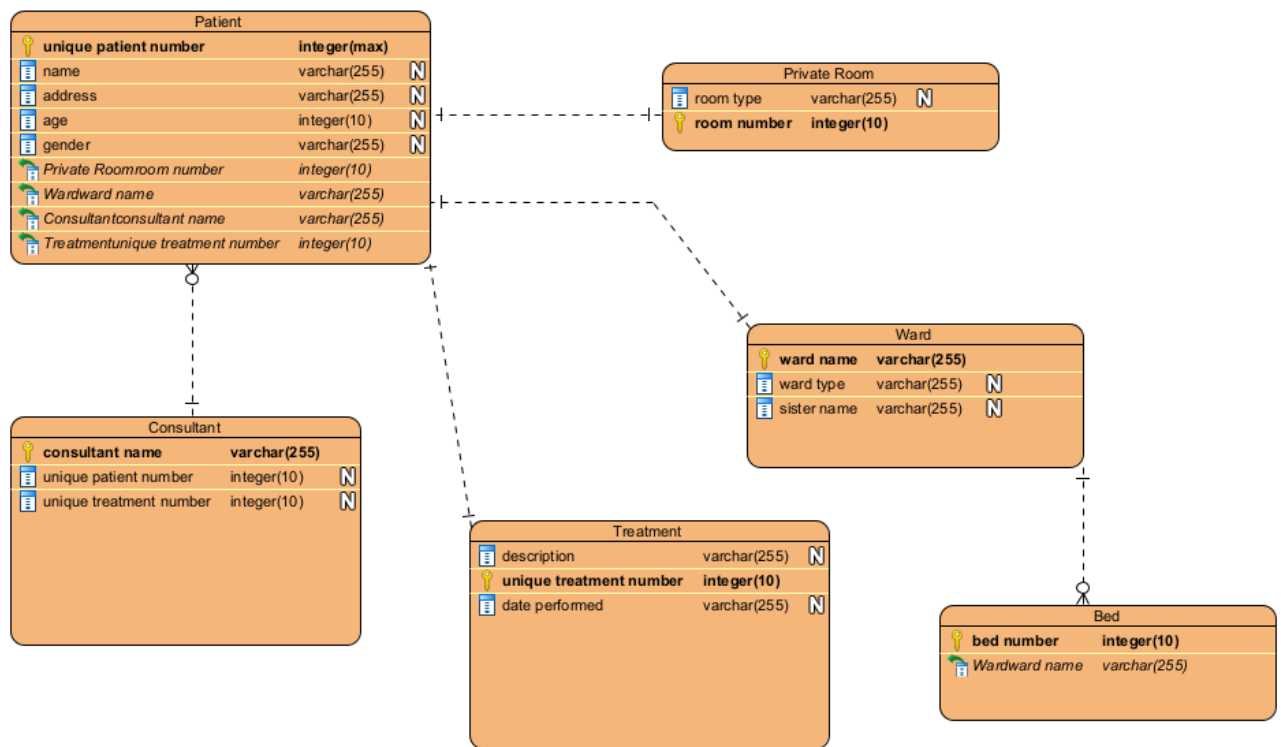 Patient
unique patient number integer(max)
name varchar(255) N
address varchar(255) N
age integer(10) N
gender varchar(255) N
Private Roomroom number integer(10)
Wardward name varchar(255)
Consultantconsultant name varchar(255)
Treatmentunique treatment number integer(10)
Private Room
room type varchar(255) N
room number integer(10)
Ward
ward name varchar(255)
ward type varchar(255) N
sister name varchar(255) N
Consultant
consultant name varchar(255)
unique patient number integer(10) N
unique treatment number integer(10) N
Treatment
description varchar(255) N
unique treatment number integer(10)
date performed varchar(255) N
Bed
bed number integer(10)
Wardward name varchar(255)